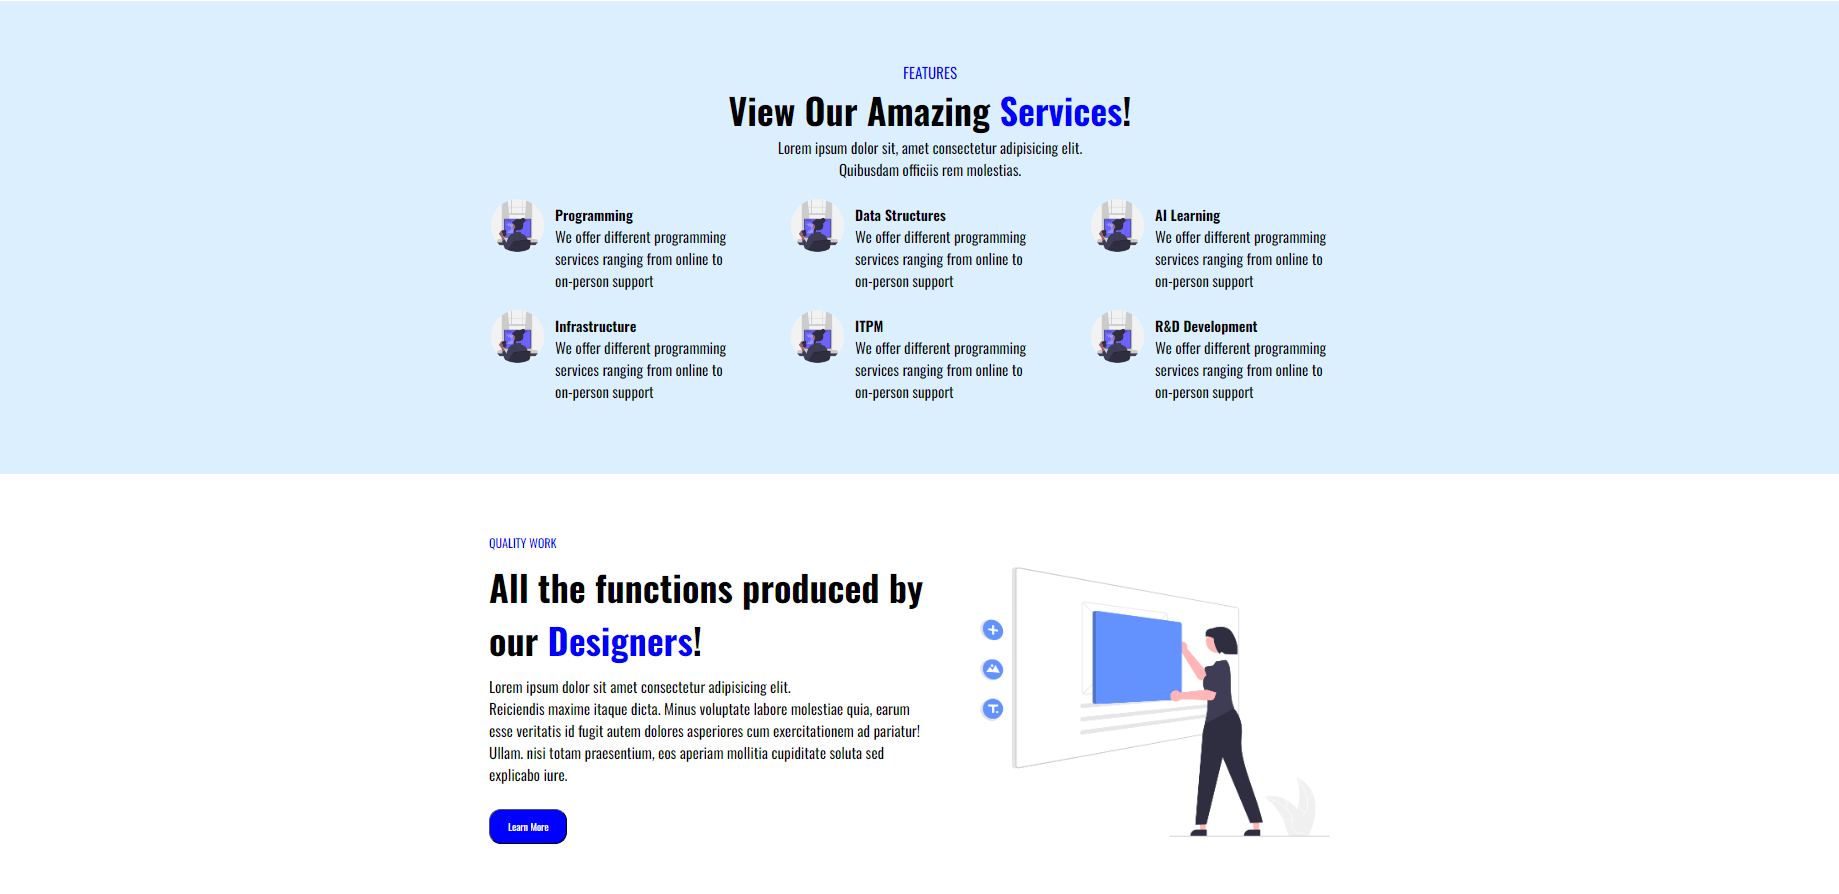 FEATURES
View Our Amazing Services!
Lorem ipsum dolor sit, amet consectetur adipisicing elit.
Quibusdam officiis rem molestias.
Programming
We offer different programming
services ranging from online to
on-person support
Data Structures
We offer different programming
services ranging from online to
on-person support
AI Learning
We offer different programming
services ranging from online to
on-person support
Infrastructure
We offer different programming
services ranging from online to
on-person support
ITPM
We offer different programming
services ranging from online to
on-person support
R&D Development
We offer different programming
services ranging from online to
on-person support
QUALITY WORK
All the functions produced by
our Designers!
Lorem ipsum dolor sit amet consectetur adipisicing elit.
Reiciendis maxime itaque dicta. Minus voluptate labore molestiae quia, earum
esse veritatis id fugit autem dolores asperiores cum exercitationem ad pariatur!
Ullam. nisi totam praesentium, eos aperiam mollitia cupiditate soluta sed
explicabo iure.
Learn More
T.